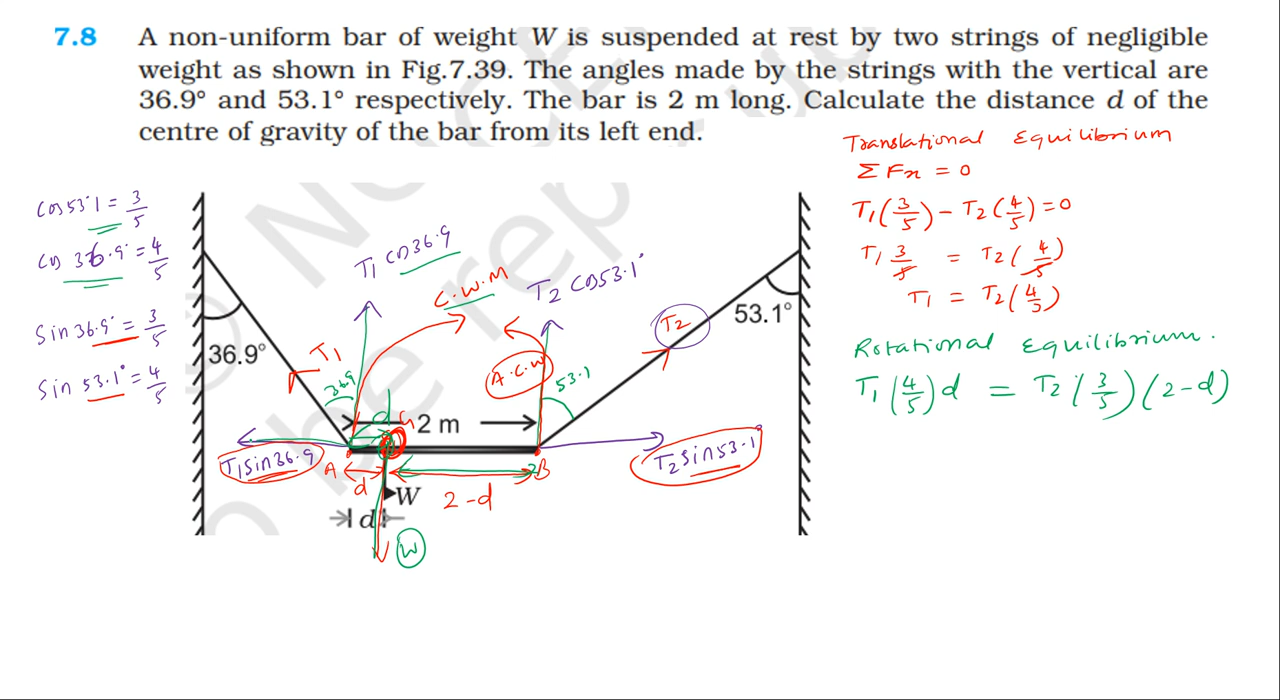 7.8 A non-uniform bar of weight W is suspended at rest by two strings of negligible
weight as shown in Fig.7.39. The angles made by the strings with the vertical are
36.9° and 53.1° respectively. The bar is 2 m long. Calculate the distance d of the
centre of gravity of the bar from its left end.
Translational Equilibrium
Σ Fx = 0
T1(3/5) - T2(4/5) = 0
T1 3/5 = T2(4/5)
T1 = T2(4/3)
Rotational Equilibrium.
T1(4/5)d = T2(3/5)(2-d)
Cos 53.1 = 3/5
Cos 36.9° = 4/5
Sin 36.9° = 3/5
Sin 53.1° = 4/5
T1 Cos 36.9
C.W.M
T2 Cos 53.1°
T2
53.1°
36.9°
T1
36.9
A.C.W
53.1
d
G
2 m
T1 Sin 36.9
A
d
W
2-d
B
T2 Sin 53.1°
d
W